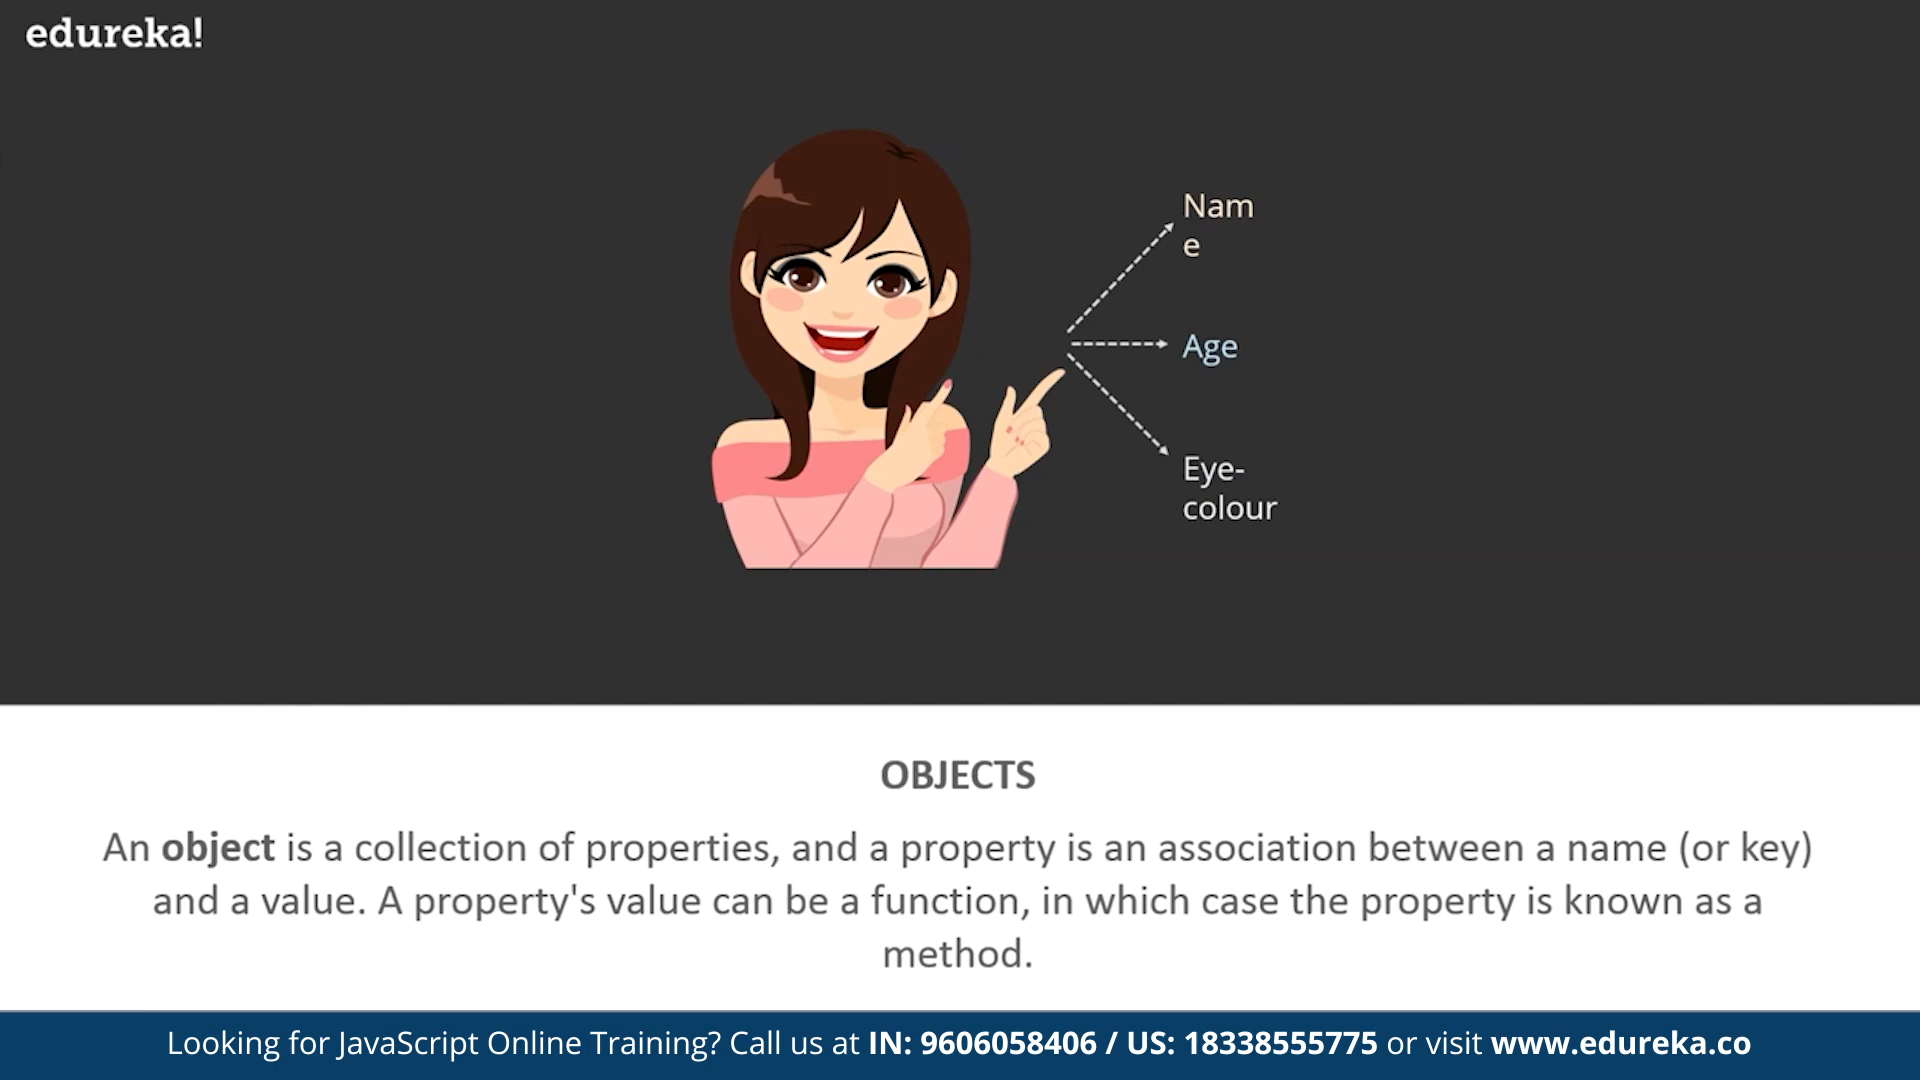 edureka!
Nam
e
Age
Eye-
colour
OBJECTS
An object is a collection of properties, and a property is an association between a name (or key)
and a value. A property's value can be a function, in which case the property is known as a
method.
Looking for JavaScript Online Training? Call us at IN: 9606058406 / US: 18338555775 or visit www.edureka.co